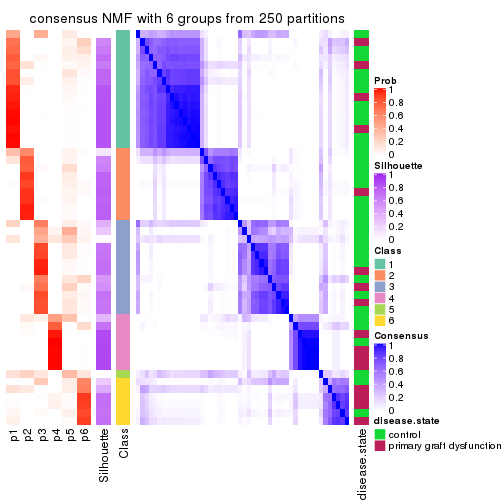 consensus NMF with 6 groups from 250 partitions
Prob
1
0.8
0.6
0.4
0.2
0
Silhouette
1
0.8
0.6
0.4
0.2
0
Class
1
2
3
4
5
6
Consensus
1
0.8
0.6
0.4
0.2
0
disease.state
control
primary graft dysfunction
p1
p2
p3
p4
p5
p6
Silhouette
Class
disease.state